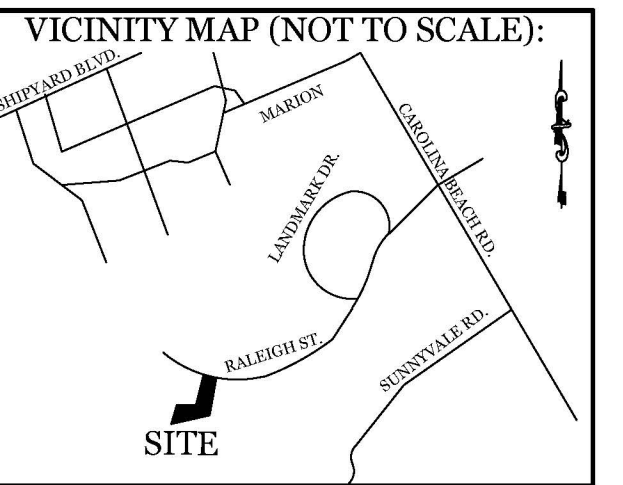 VICINITY MAP (NOT TO SCALE):
SHIPYARD BLVD.
MARION
CAROLINA BEACH RD.
LANDMARK DR.
RALEIGH ST.
SUNNYVALE RD.
SITE